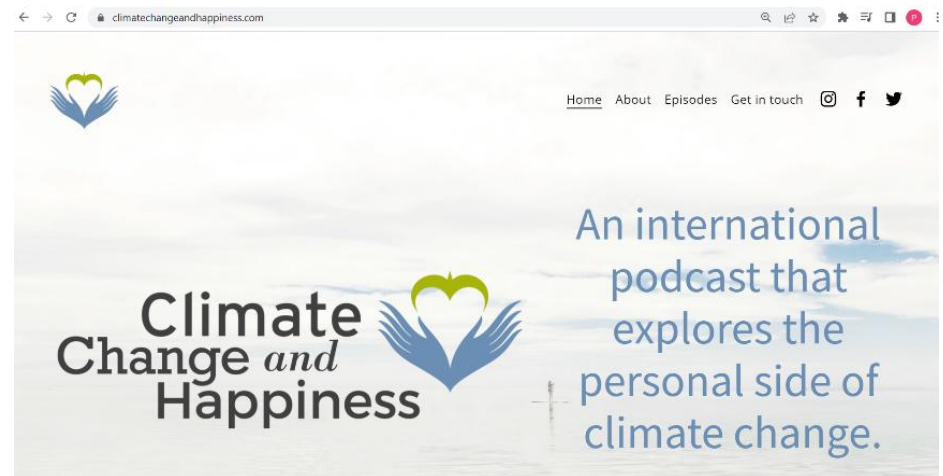 climatechangeandhappiness.com
P
Home About Episodes Get in touch
An international
podcast that
explores the
personal side of
climate change.
Climate
Change and
Happiness